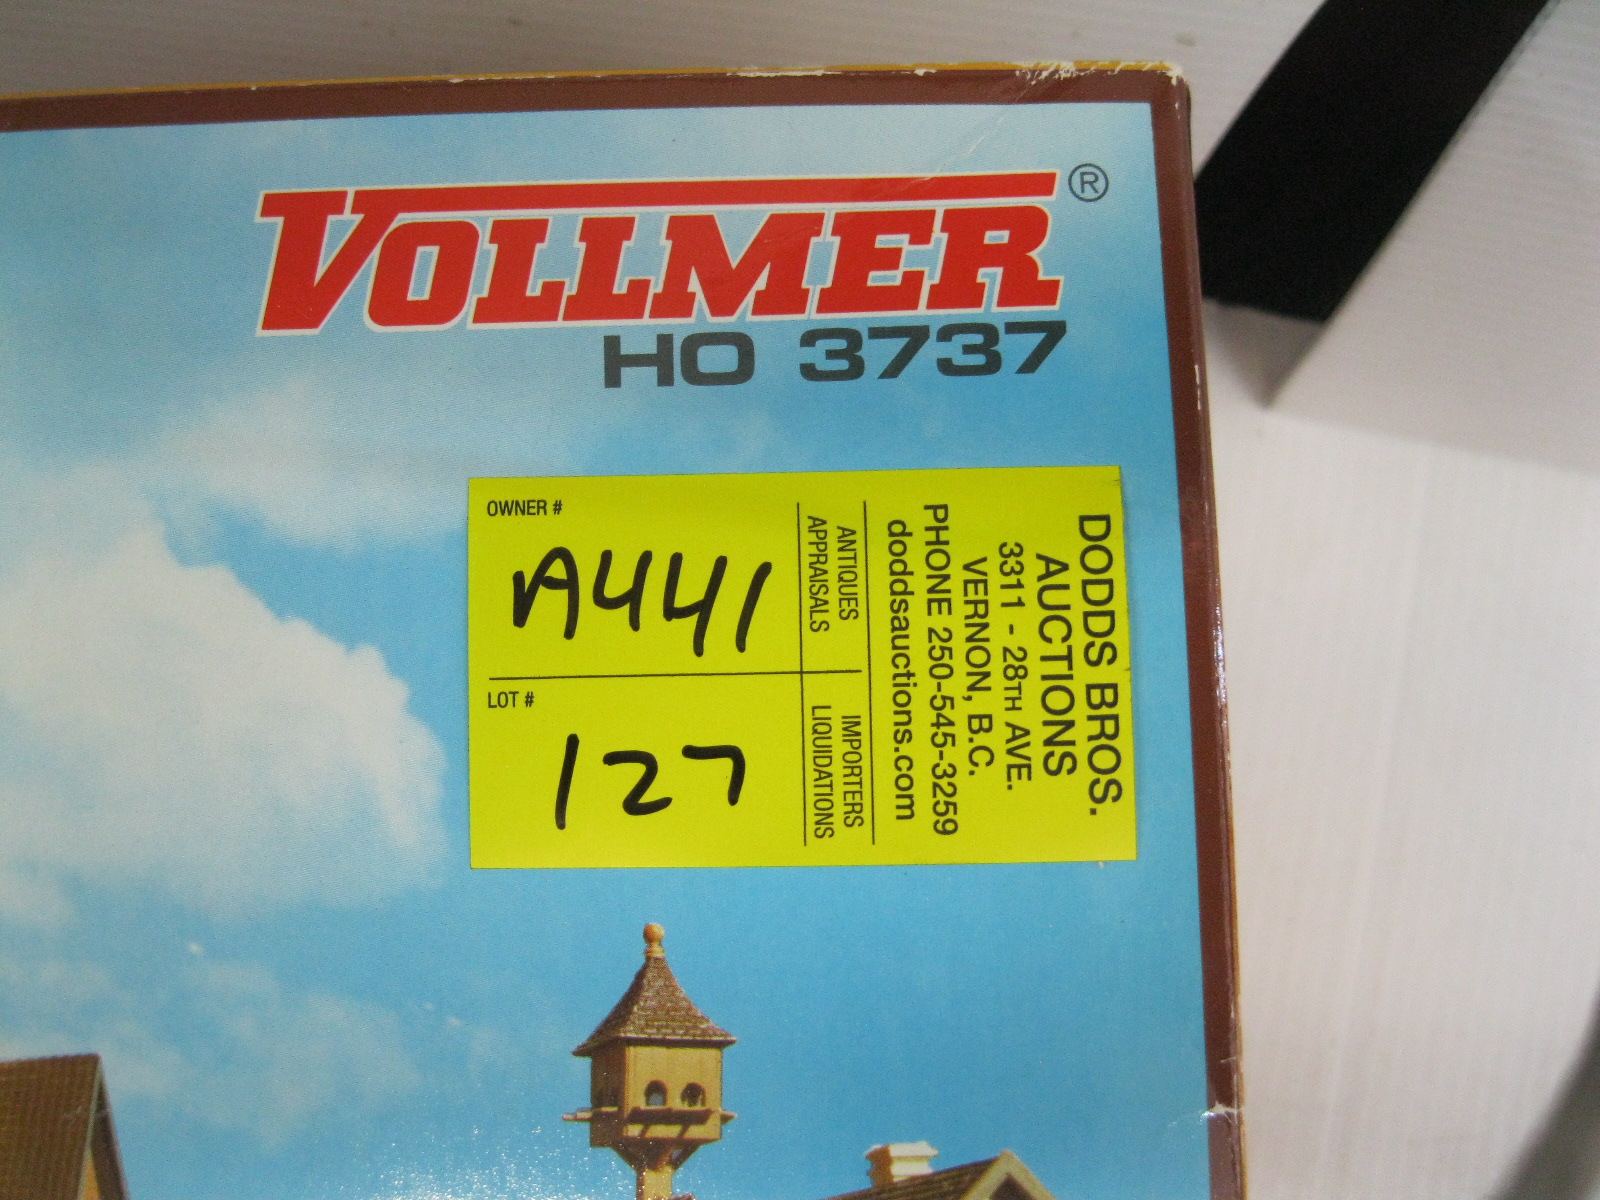 VOLLMER®
HO 3737
OWNER #
A441
LOT #
127
ANTIQUES
APPRAISALS
IMPORTERS
LIQUIDATIONS
DODDS BROS.
AUCTIONS
3311 - 28TH AVE.
VERNON, B.C.
PHONE 250-545-3259
doddsauctions.com